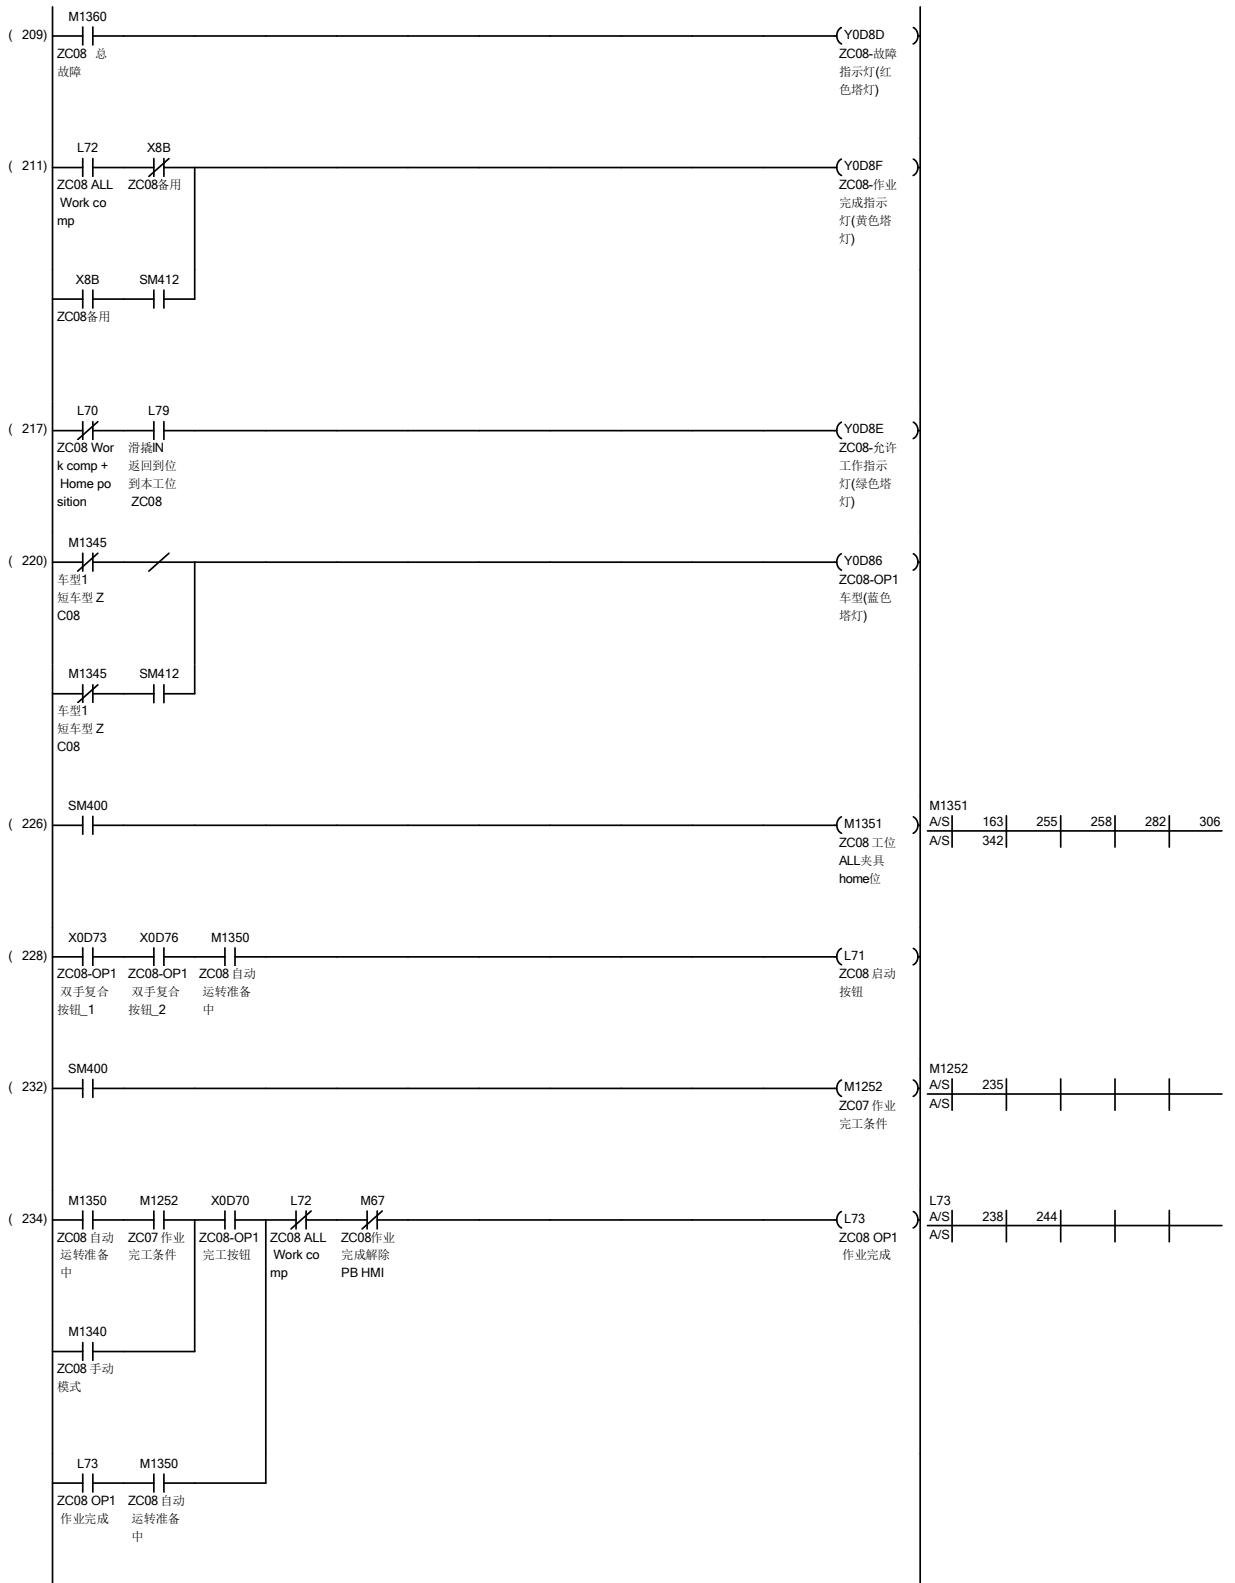 M1360
( 209)
Y0D8D
ZC08 总
故障
ZC08-故障
指示灯(红
色塔灯)
L72 X8B
( 211)
Y0D8F
ZC08 ALL
Work co
mp
ZC08备用
ZC08-作业
完成指示
灯(黄色塔
灯)
X8B SM412
ZC08备用
L70 L79
( 217)
Y0D8E
ZC08 Wor
k comp +
Home po
sition
滑撬IN
返回到位
到本工位
ZC08
ZC08-允许
工作指示
灯(绿色塔
灯)
M1345
( 220)
Y0D86
车型1
短车型 Z
C08
ZC08-OP1
车型(蓝色
塔灯)
M1345 SM412
车型1
短车型 Z
C08
SM400
( 226)
M1351
ZC08 工位
ALL夹具
home位
M1351
A/S 163 255 258 282 306
A/S 342
X0D73 X0D76 M1350
( 228)
L71
ZC08-OP1
双手复合
按钮_1
ZC08-OP1
双手复合
按钮_2
ZC08 自动
运转准备
中
ZC08 启动
按钮
SM400
( 232)
M1252
ZC07 作业
完工条件
M1252
A/S 235
A/S
M1350 M1252 X0D70 L72 M67
( 234)
L73
ZC08 自动
运转准备
中
ZC07 作业
完工条件
ZC08-OP1
完工按钮
ZC08 ALL
Work co
mp
ZC08作业
完成解除
PB HMI
ZC08 OP1
作业完成
L73
A/S 238 244
A/S
M1340
ZC08 手动
模式
L73 M1350
ZC08 OP1
作业完成
ZC08 自动
运转准备
中